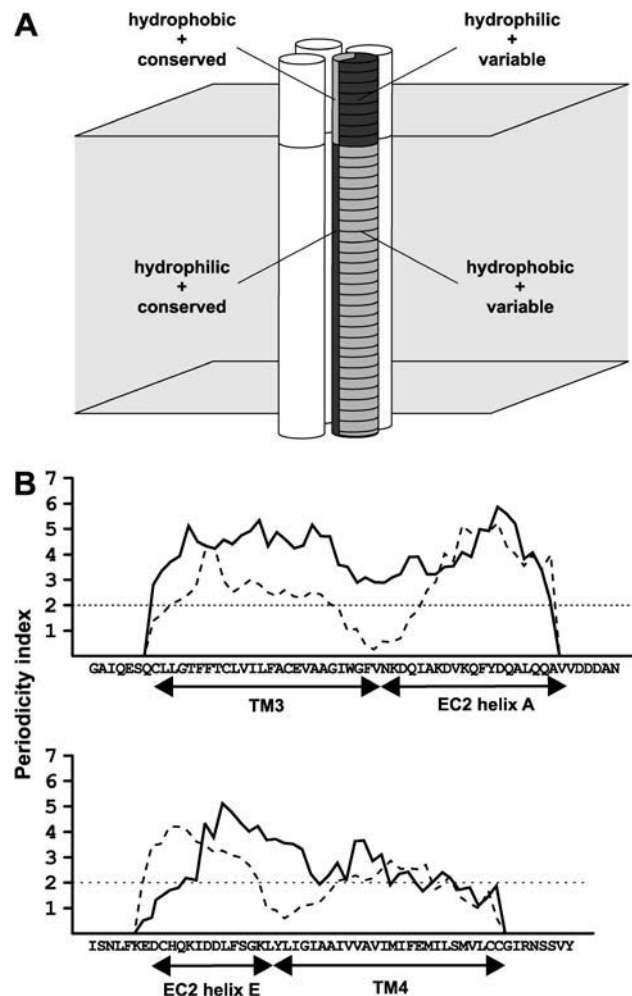 A
hydrophobic
+
conserved
hydrophilic
+
variable
hydrophilic
+
conserved
hydrophobic
+
variable
B
Periodicity index
7
6
5
4
3
2
1
GAIQESQCLLGTFFTCLVILFACEVAAGIWGFVNKDQIAKDVKQFYDQALQQAVVDDDAN
TM3
EC2 helix A
7
6
5
4
3
2
1
ISNLFKEDCHQKIDDLFSGKLYLIGIAAIVVAVIMIFEMILSMVLCCGIRNSSVY
EC2 helix E
TM4